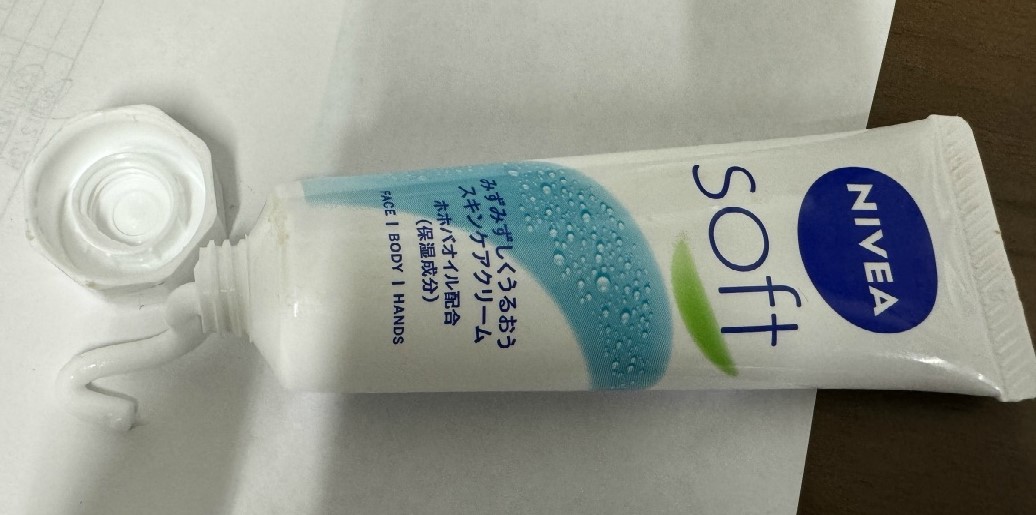 NIVEA
soft
みずみずしくうるおう
スキンケアクリーム
ホホバオイル配合
(保湿成分)
FACE | BODY | HANDS